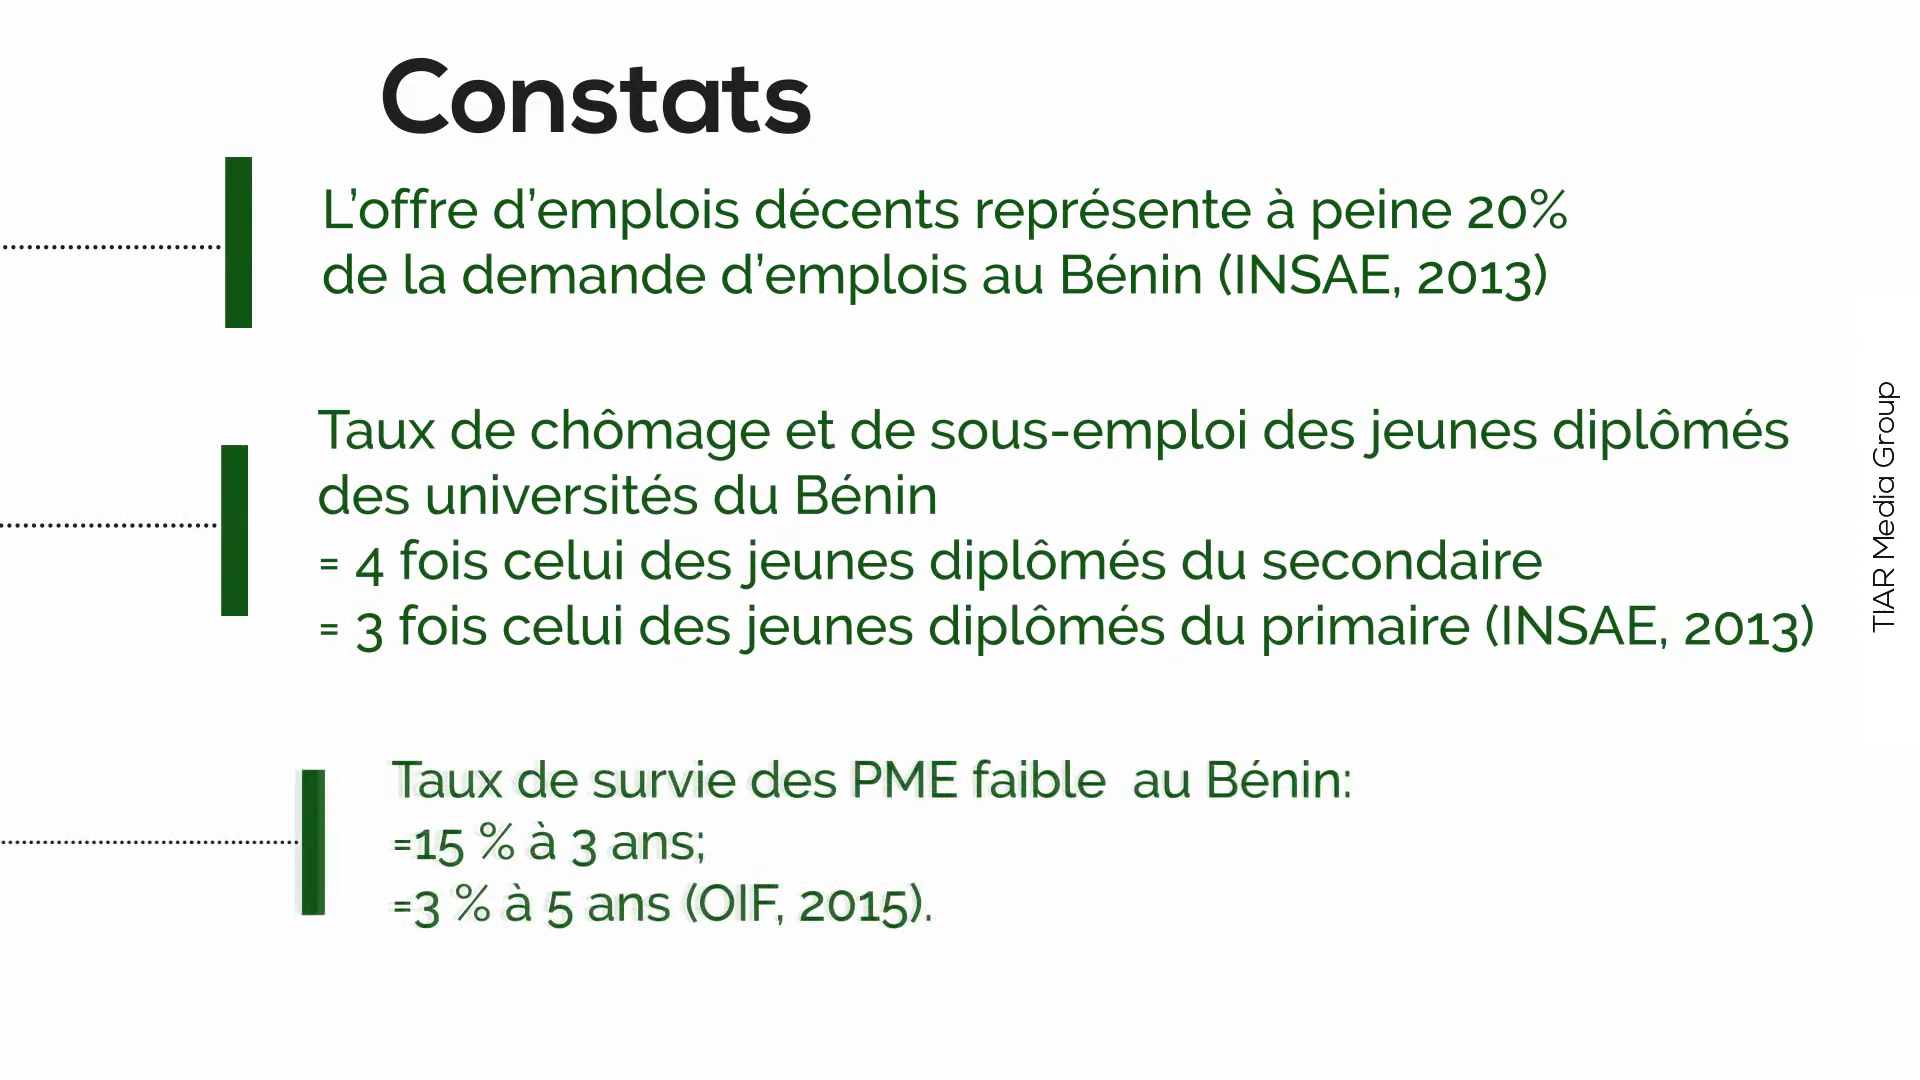 Constats
L’offre d’emplois décents représente à peine 20%
de la demande d’emplois au Bénin (INSAE, 2013)
Taux de chômage et de sous-emploi des jeunes diplômés
des universités du Bénin
= 4 fois celui des jeunes diplômés du secondaire
= 3 fois celui des jeunes diplômés du primaire (INSAE, 2013)
Taux de survie des PME faible  au Bénin:
=15 % à 3 ans;
=3 % à 5 ans (OIF, 2015).
TIAR Media Group